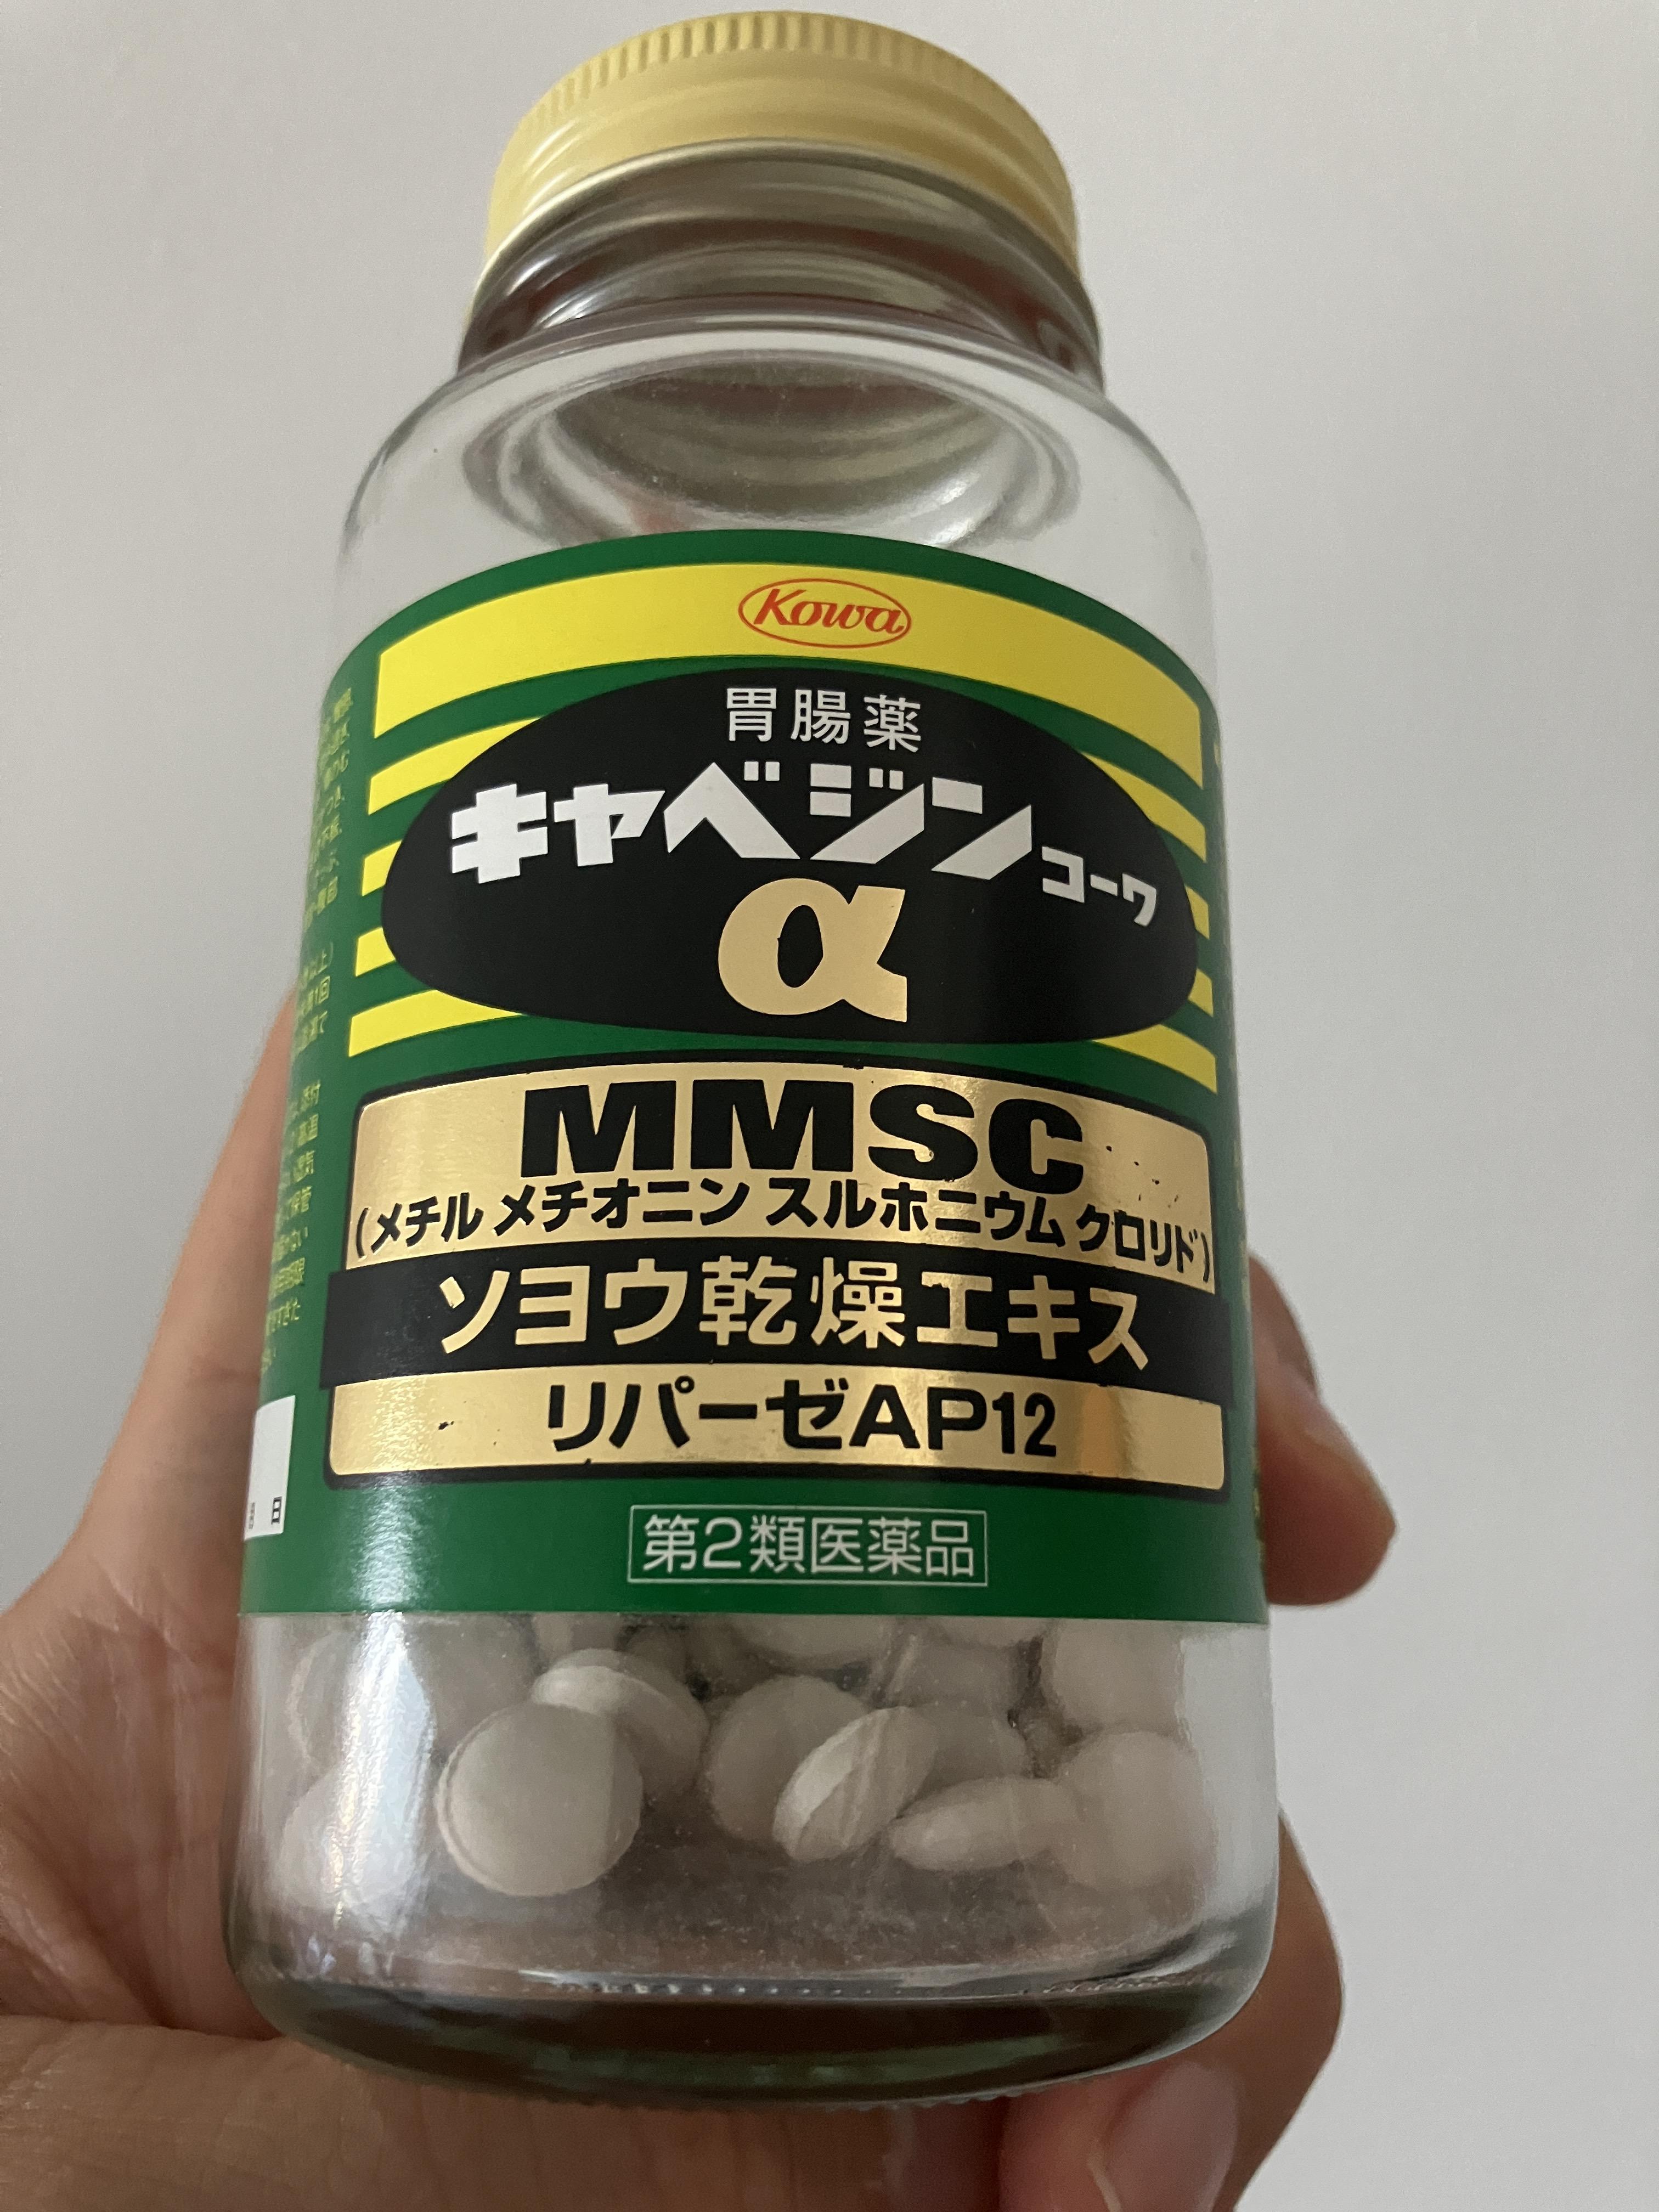 Kowa
胃腸薬
キャベジンコーワ
α
MMSC
(メチル メチオニン スルホニウム クロリド)
ソヨウ乾燥エキス
リパーゼAP12
第2類医薬品
日